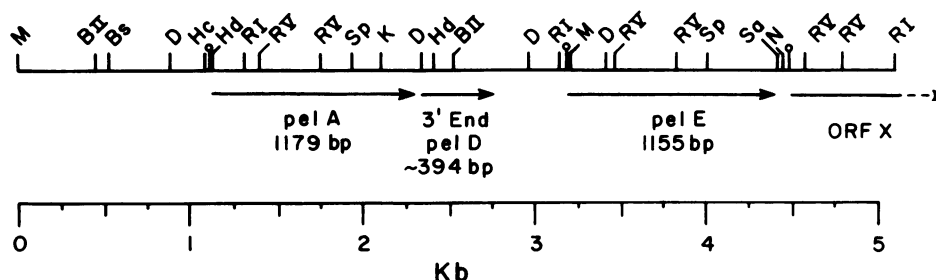 M BII Bs D Hc Hd RI RV RV Sp K D Hd BII D RI M D RV RV Sp Sa N RV RV RI
pel A 3' End pel E ORF X
1179 bp pel D 1155 bp
~394 bp
0 1 2 3 4 5
Kb